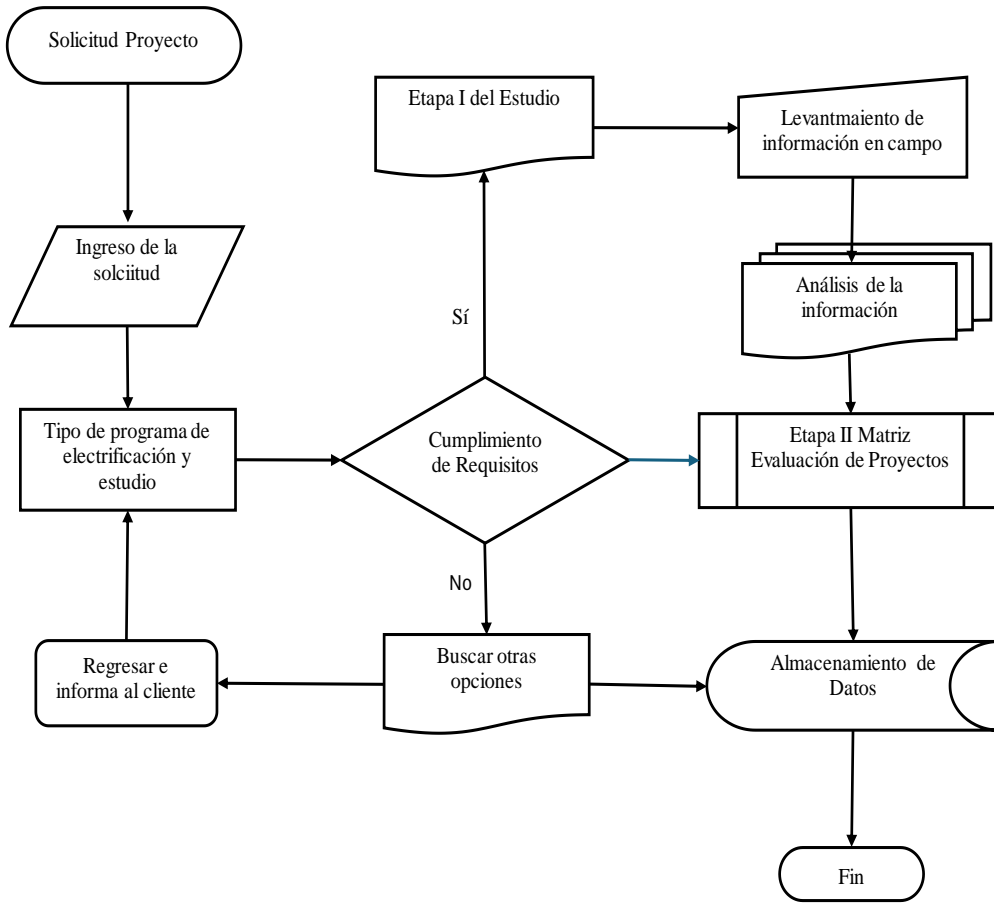 Solicitud Proyecto
Etapa I del Estudio
Levantmaiento de
información en campo
Ingreso de la
solciitud
Análisis de la
información
Sí
Tipo de programa de
electrificación y
estudio
Cumplimiento
de Requisitos
Etapa II Matriz
Evaluación de Proyectos
No
Regresar e
informa al cliente
Buscar otras
opciones
Almacenamiento de
Datos
Fin